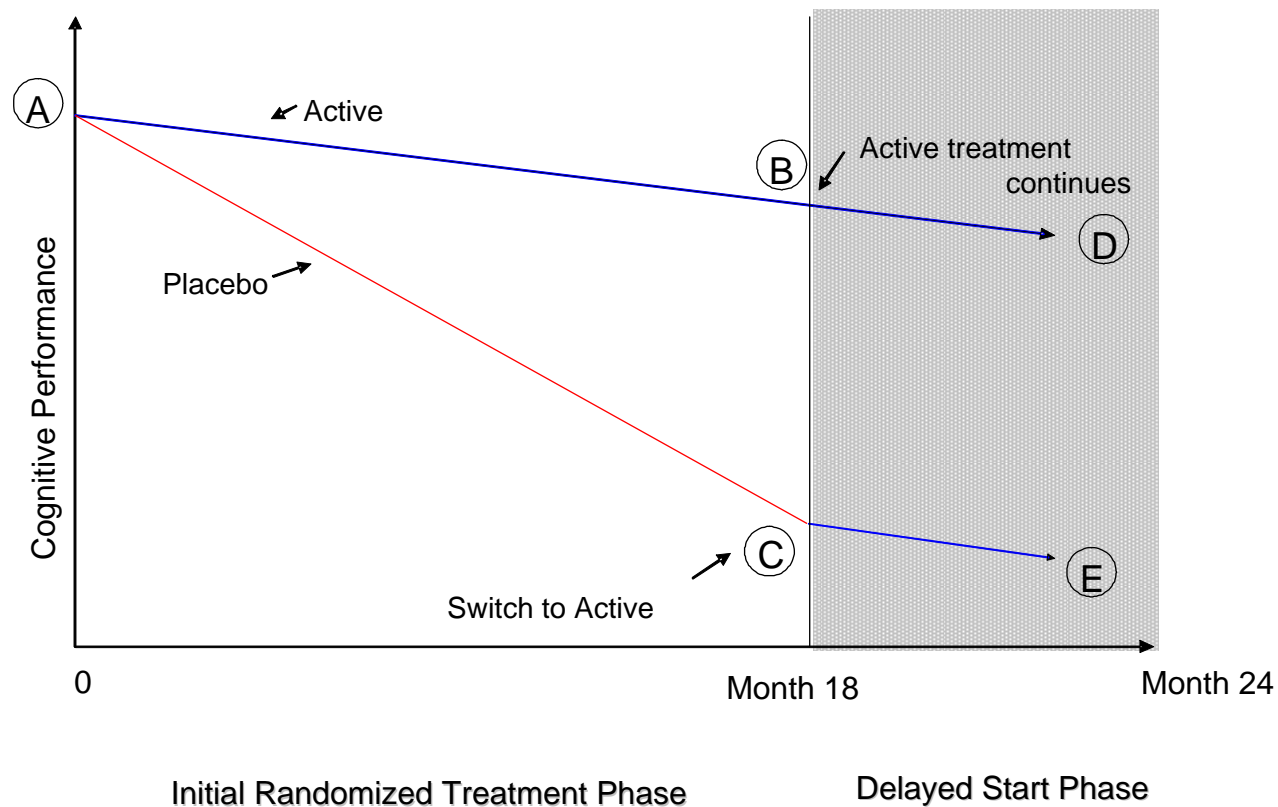 A
Active
B
Active treatment
continues
D
Placebo
Cognitive Performance
C
E
Switch to Active
0
Month 18
Month 24
Initial Randomized Treatment Phase
Delayed Start Phase